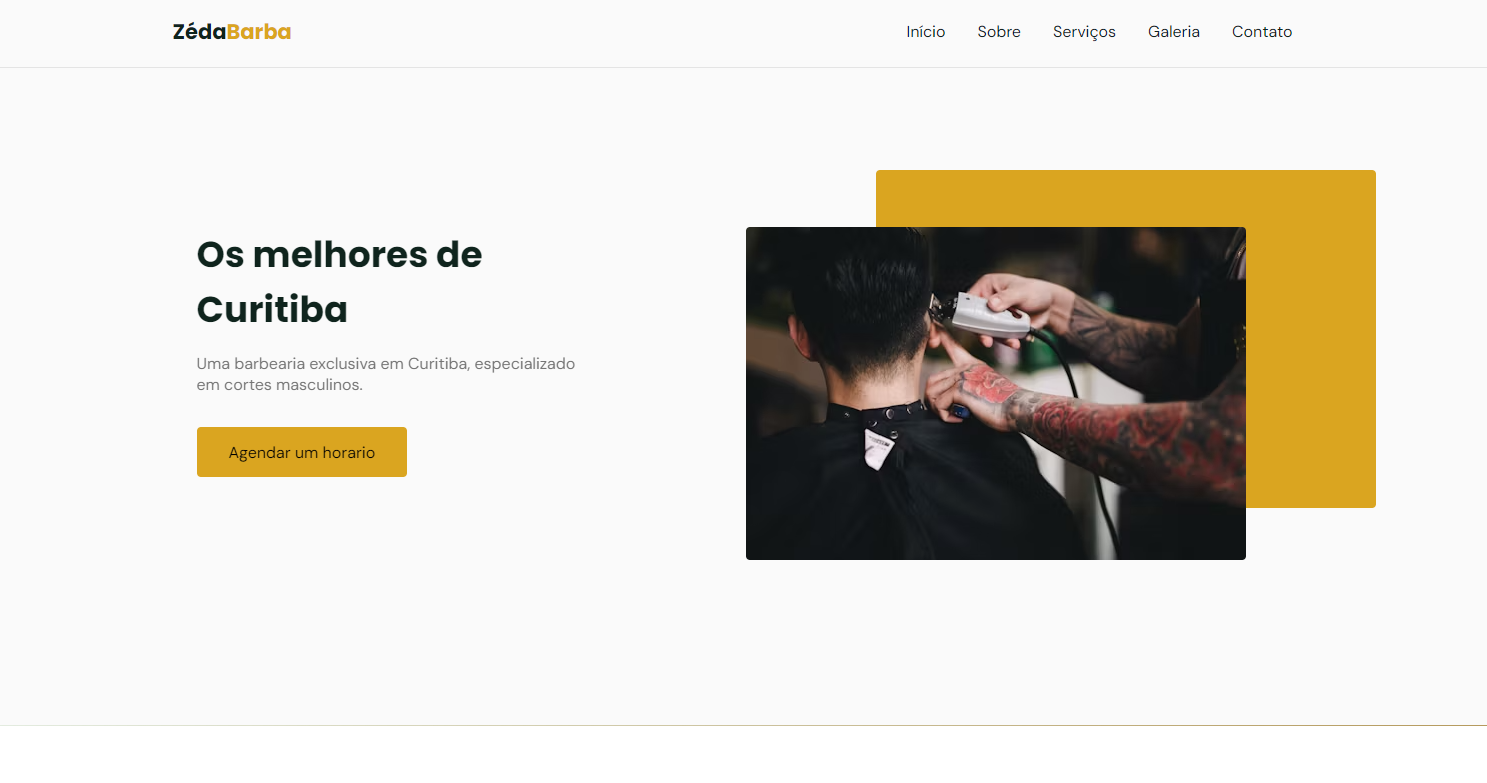 ZédaBarba
Início Sobre Serviços Galeria Contato
Os melhores de
Curitiba
Uma barbearia exclusiva em Curitiba, especializado
em cortes masculinos.
Agendar um horario